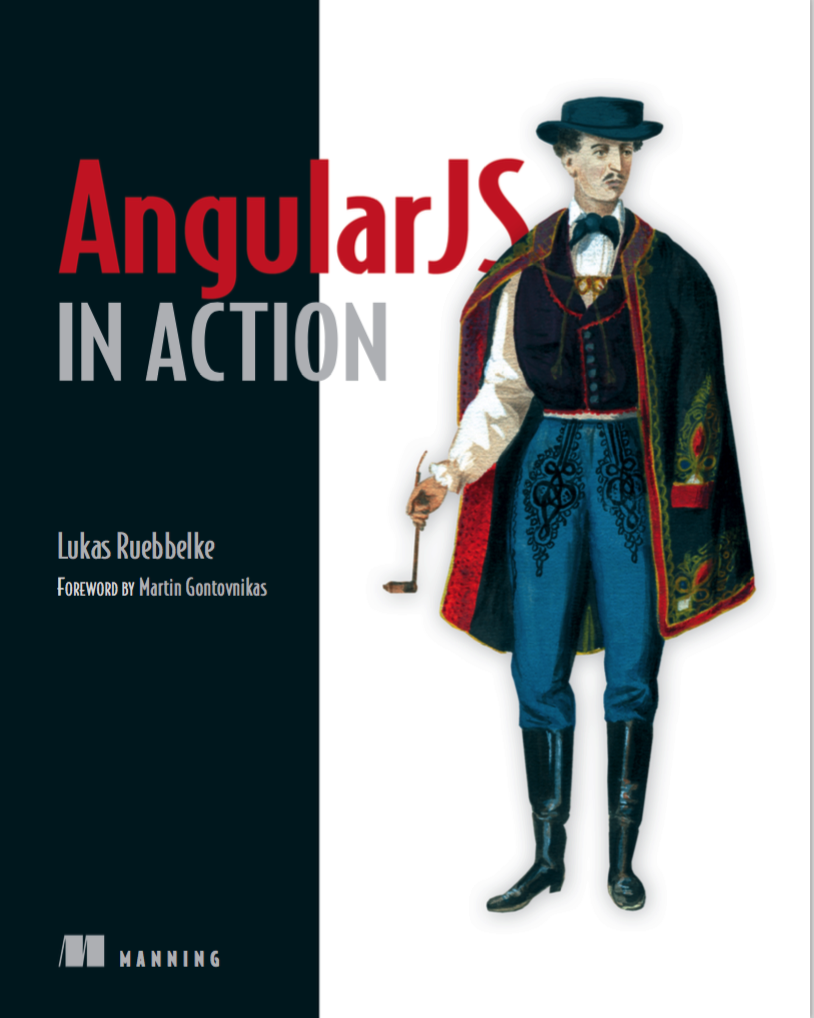 AngularJS
IN ACTION
Lukas Ruebbelke
FOREWORD BY Martin Gontovnikas
MANNING